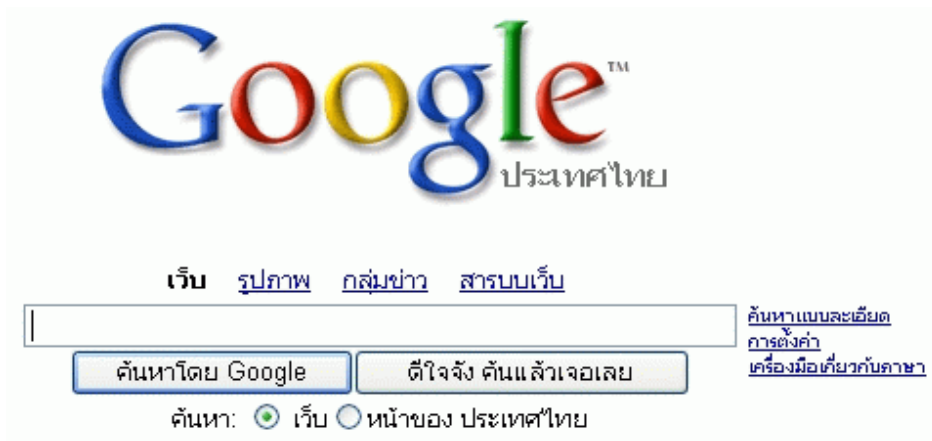 Google™
ประเทศไทย
เว็บ รูปภาพ กลุ่มข่าว สารบบเว็บ
ค้นหาแบบละเอียด
การตั้งค่า
เครื่องมือเกี่ยวกับภาษา
ค้นหาโดย Google ดีใจจัง ค้นแล้วเจอเลย
ค้นหา: เว็บ หน้าของ ประเทศไทย